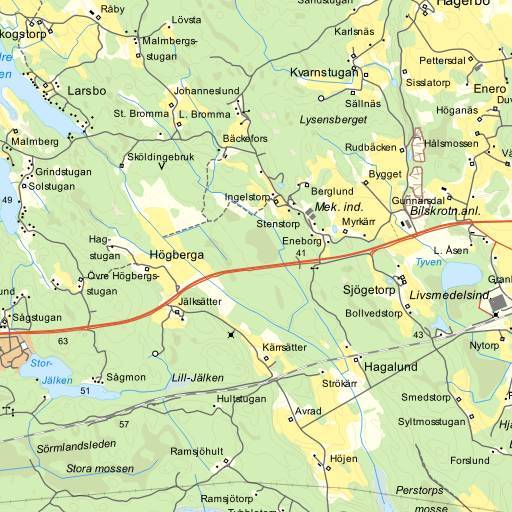 Råby
Lövsta
Sandstugan
Hagerbo
kogstorp
Malmbergs-
stugan
Karlsnäs
Pettersdal
Kvarnstugan
Sisslatorp
Enero
Larsbo
Johanneslund
Sällnäs
St. Bromma
L. Bromma
Lysensberget
Höganäs
Malmberg
Bäckefors
Rudbäcken
Hålsmossen
Sköldingebruk
Grindstugan
Solstugan
Bygget
Berglund
49
Ingelstorp
Mek. ind.
Gunnarsdal
Bilskrotn.anl.
Stenstorp
Myrkärr
Hag-
stugan
Eneborg
L. Åsen
Högberga
41
Tyven
Övre Högbergs-
stugan
Sjögetorp
Livsmedelsind
Jälksätter
Bollvedstorp
Sågstugan
63
43
Nytorp
Stor-
Jälken
Kärrsätter
Hagalund
Sågmon
Lill-Jälken
51
Strökärr
Hultstugan
Smedstorp
57
Avrad
Syltmosstugan
Sörmlandsleden
Ramsjöhult
Stora mossen
Höjen
Forslund
Ramsjötorp
Perstorps
mosse